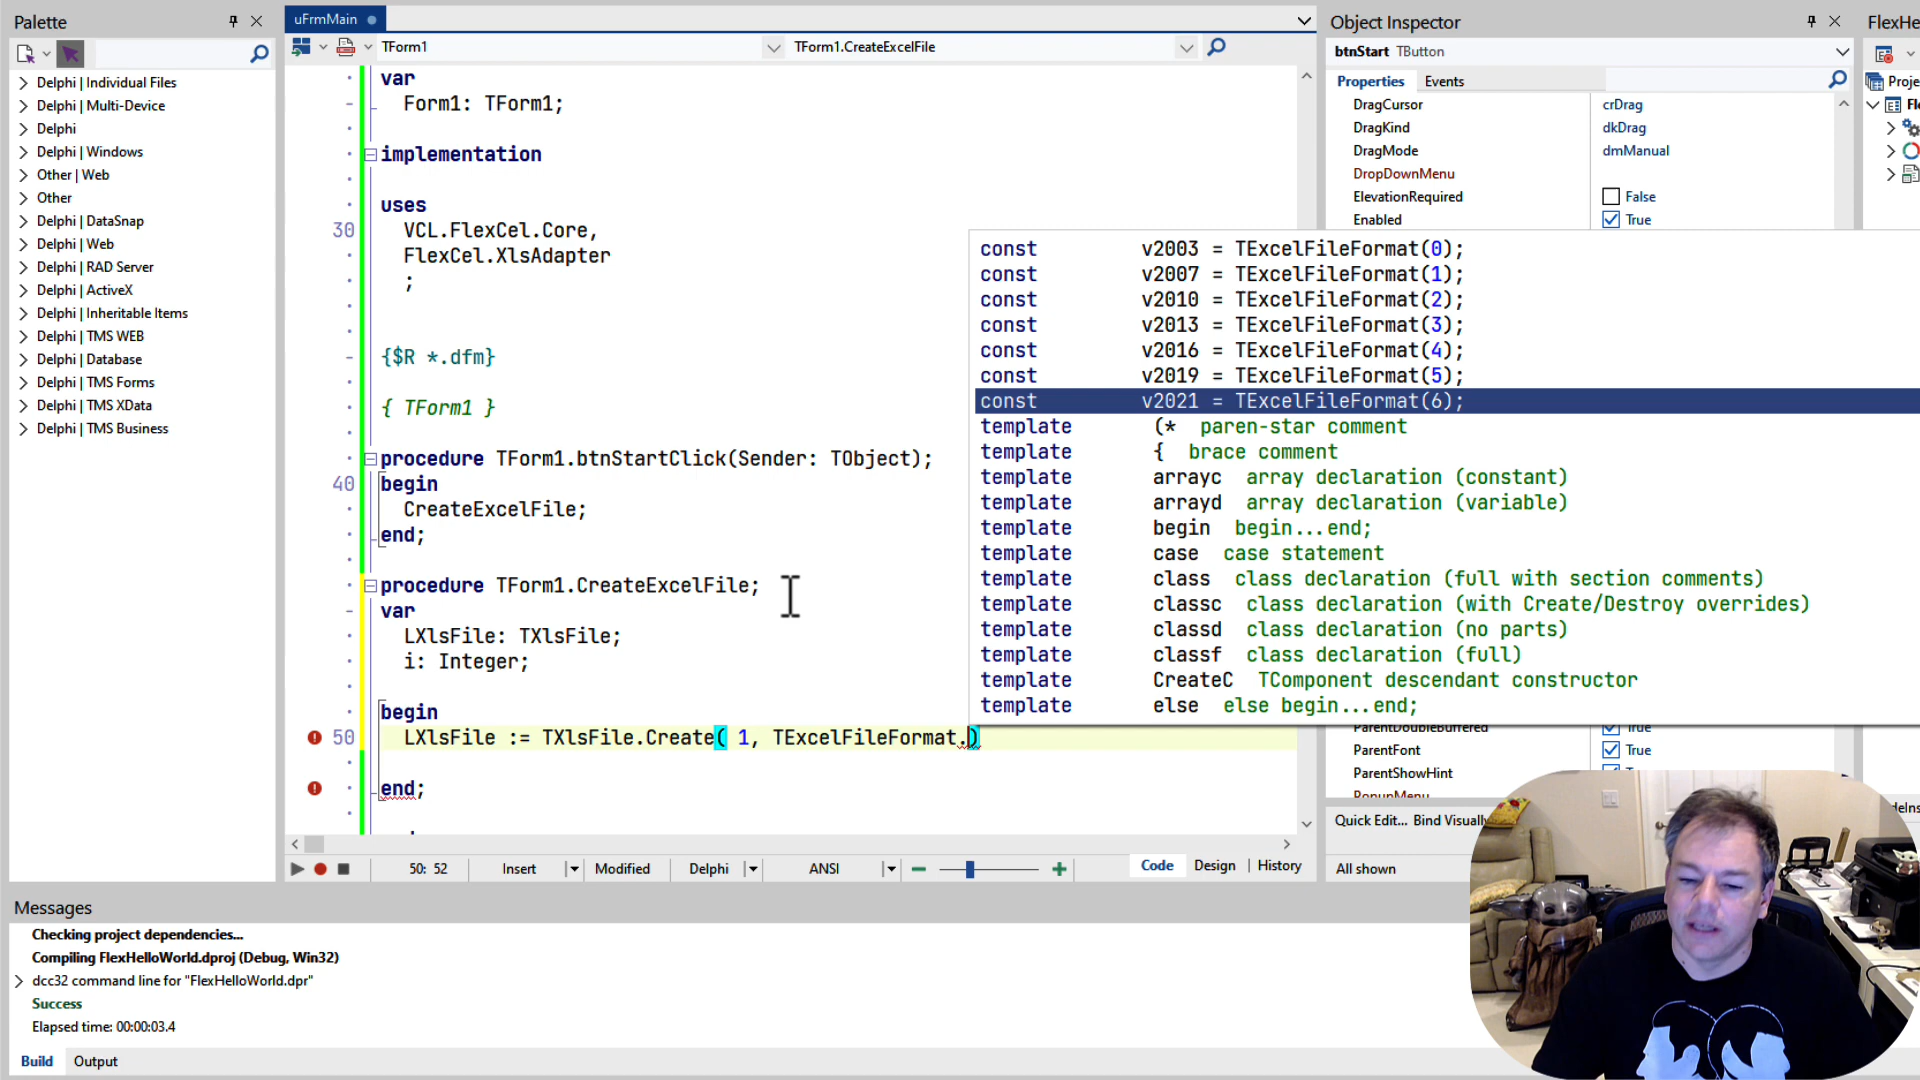 Palette
Delphi | Individual Files
Delphi | Multi-Device
Delphi
Delphi | Windows
Other | Web
Other
Delphi | DataSnap
Delphi | Web
Delphi | RAD Server
Delphi | ActiveX
Delphi | Inheritable Items
Delphi | TMS WEB
Delphi | Database
Delphi | TMS Forms
Delphi | TMS XData
Delphi | TMS Business
uFrmMain
TForm1
TForm1.CreateExcelFile
var
Form1: TForm1;
implementation
uses
30 VCL.FlexCel.Core,
FlexCel.XlsAdapter
;
{$R *.dfm}
{ TForm1 }
procedure TForm1.btnStartClick(Sender: TObject);
40 begin
CreateExcelFile;
end;
procedure TForm1.CreateExcelFile;
var
LXlsFile: TXlsFile;
i: Integer;
begin
50 LXlsFile := TXlsFile.Create( 1, TExcelFileFormat.)
end;
const v2003 = TExcelFileFormat(0);
const v2007 = TExcelFileFormat(1);
const v2010 = TExcelFileFormat(2);
const v2013 = TExcelFileFormat(3);
const v2016 = TExcelFileFormat(4);
const v2019 = TExcelFileFormat(5);
const v2021 = TExcelFileFormat(6);
template (* paren-star comment
template { brace comment
template arrayc array declaration (constant)
template arrayd array declaration (variable)
template begin begin...end;
template case case statement
template class class declaration (full with section comments)
template classc class declaration (with Create/Destroy overrides)
template classd class declaration (no parts)
template classf class declaration (full)
template CreateC TComponent descendant constructor
template else else begin...end;
50: 52 Insert Modified Delphi ANSI
Code Design History
Object Inspector
btnStart TButton
Properties Events
DragCursor crDrag
DragKind dkDrag
DragMode dmManual
DropDownMenu
ElevationRequired False
Enabled True
ParentDoubleBuffered True
ParentFont True
ParentShowHint
PopupMenu
Quick Edit... Bind Visually
All shown
FlexHe
Proje
Messages
Checking project dependencies...
Compiling FlexHelloWorld.dproj (Debug, Win32)
dcc32 command line for "FlexHelloWorld.dpr"
Success
Elapsed time: 00:00:03.4
Build Output